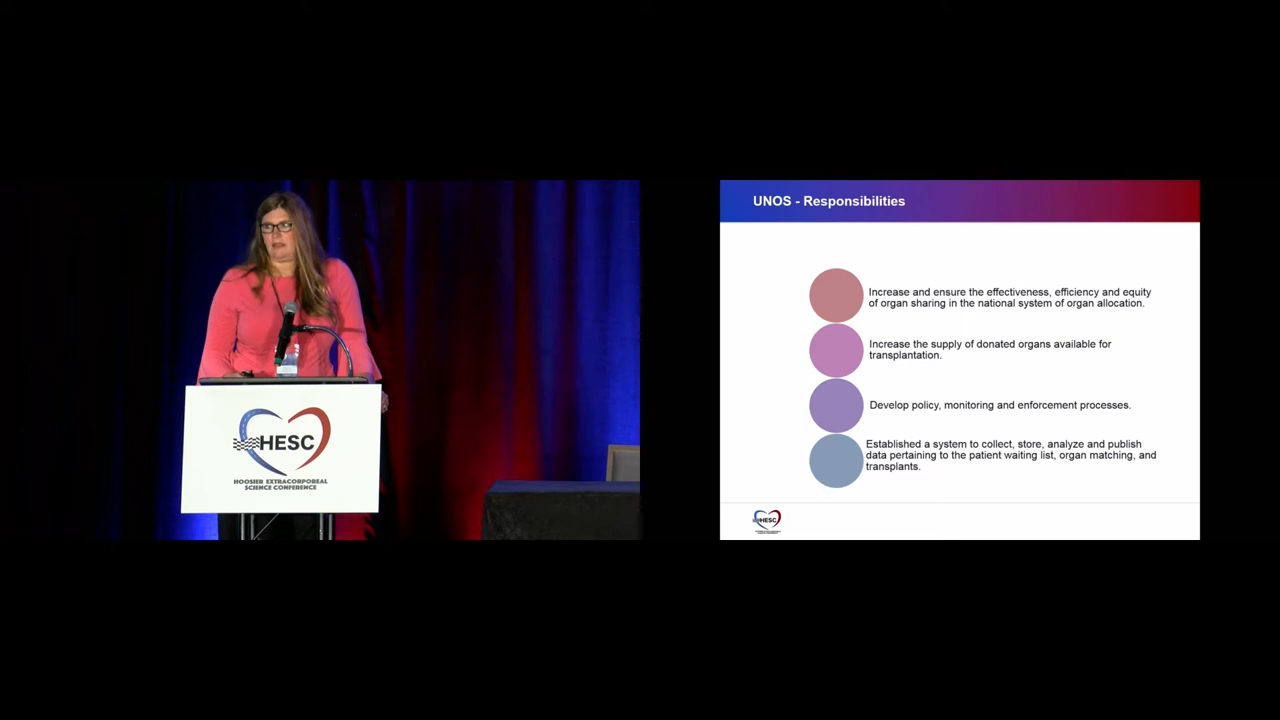 HESC
HOOSIER EXTRACORPOREAL
SCIENCE CONFERENCE
UNOS - Responsibilities
Increase and ensure the effectiveness, efficiency and equity
of organ sharing in the national system of organ allocation.
Increase the supply of donated organs available for
transplantation.
Develop policy, monitoring and enforcement processes.
Established a system to collect, store, analyze and publish
data pertaining to the patient waiting list, organ matching, and
transplants.
HESC